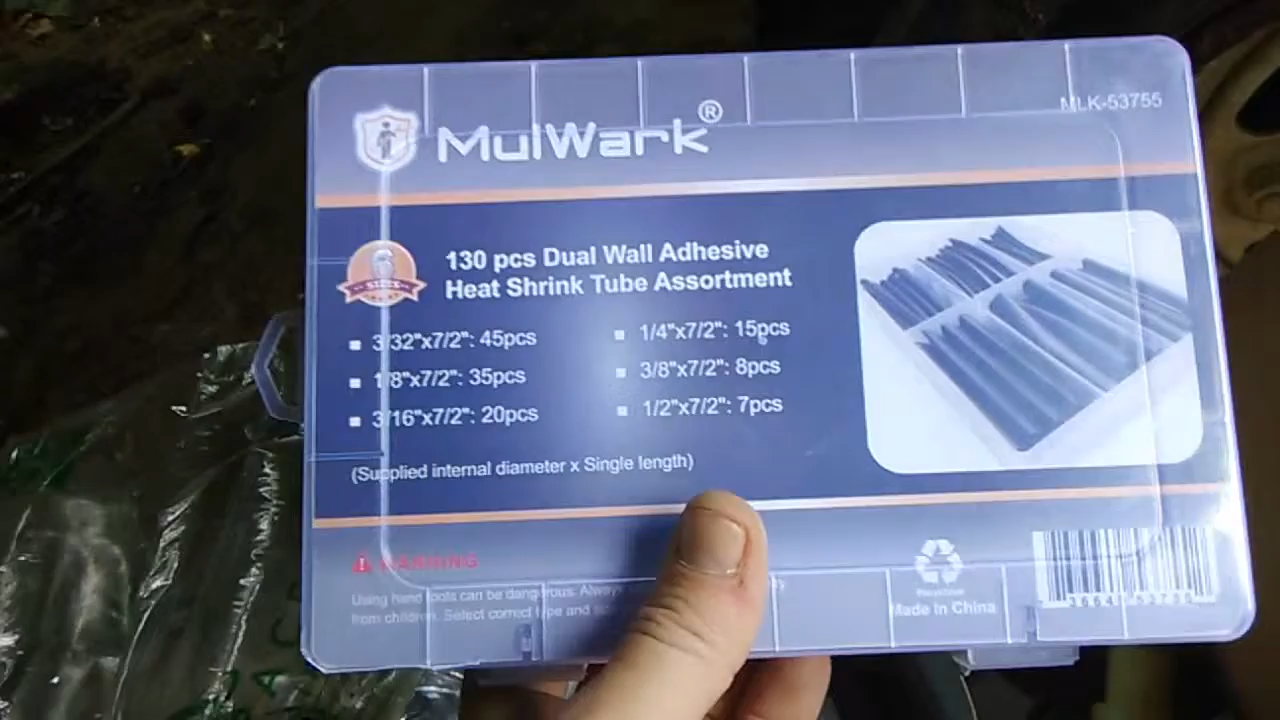 MulWark®
MLK-53755
130 pcs Dual Wall Adhesive
Heat Shrink Tube Assortment
3/32"x7/2": 45pcs
1/8"x7/2": 35pcs
3/16"x7/2": 20pcs
1/4"x7/2": 15pcs
3/8"x7/2": 8pcs
1/2"x7/2": 7pcs
(Supplied internal diameter x Single length)
WARNING
Using hand tools can be dangerous. Always
from children. Select correct type and
Made In China